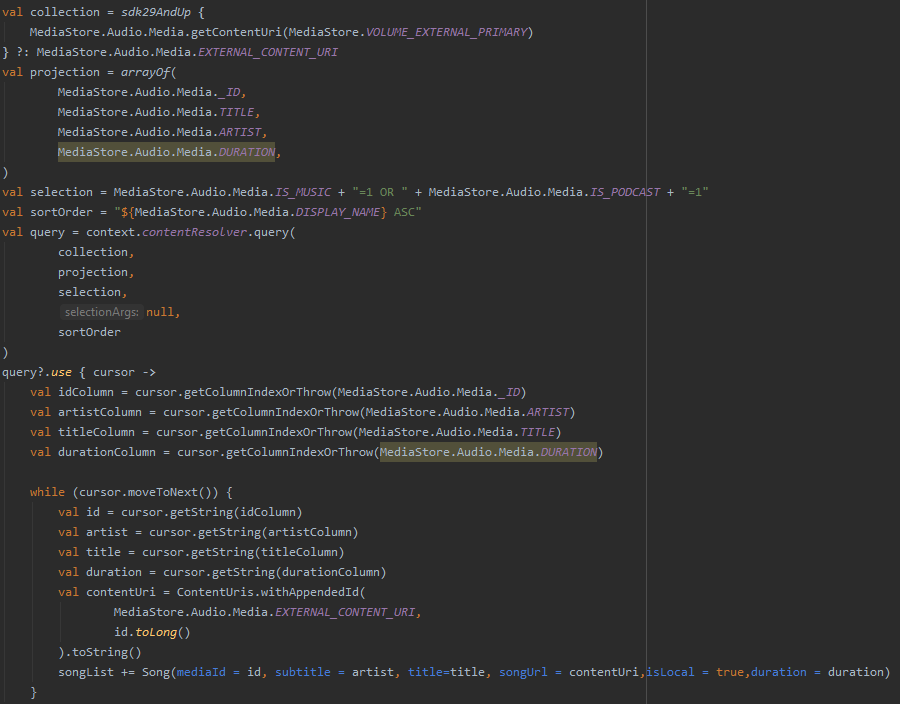 val collection = sdk29AndUp {
    MediaStore.Audio.Media.getContentUri(MediaStore.VOLUME_EXTERNAL_PRIMARY)
} ?: MediaStore.Audio.Media.EXTERNAL_CONTENT_URI
val projection = arrayOf(
        MediaStore.Audio.Media._ID,
        MediaStore.Audio.Media.TITLE,
        MediaStore.Audio.Media.ARTIST,
        MediaStore.Audio.Media.DURATION,
)
val selection = MediaStore.Audio.Media.IS_MUSIC + "=1 OR " + MediaStore.Audio.Media.IS_PODCAST + "=1"
val sortOrder = "${MediaStore.Audio.Media.DISPLAY_NAME} ASC"
val query = context.contentResolver.query(
        collection,
        projection,
        selection,
        selectionArgs: null,
        sortOrder
)
query?.use { cursor ->
    val idColumn = cursor.getColumnIndexOrThrow(MediaStore.Audio.Media._ID)
    val artistColumn = cursor.getColumnIndexOrThrow(MediaStore.Audio.Media.ARTIST)
    val titleColumn = cursor.getColumnIndexOrThrow(MediaStore.Audio.Media.TITLE)
    val durationColumn = cursor.getColumnIndexOrThrow(MediaStore.Audio.Media.DURATION)

    while (cursor.moveToNext()) {
        val id = cursor.getString(idColumn)
        val artist = cursor.getString(artistColumn)
        val title = cursor.getString(titleColumn)
        val duration = cursor.getString(durationColumn)
        val contentUri = ContentUris.withAppendedId(
                MediaStore.Audio.Media.EXTERNAL_CONTENT_URI,
                id.toLong()
        ).toString()
        songList += Song(mediaId = id, subtitle = artist, title=title, songUrl = contentUri,isLocal = true,duration = duration)
    }